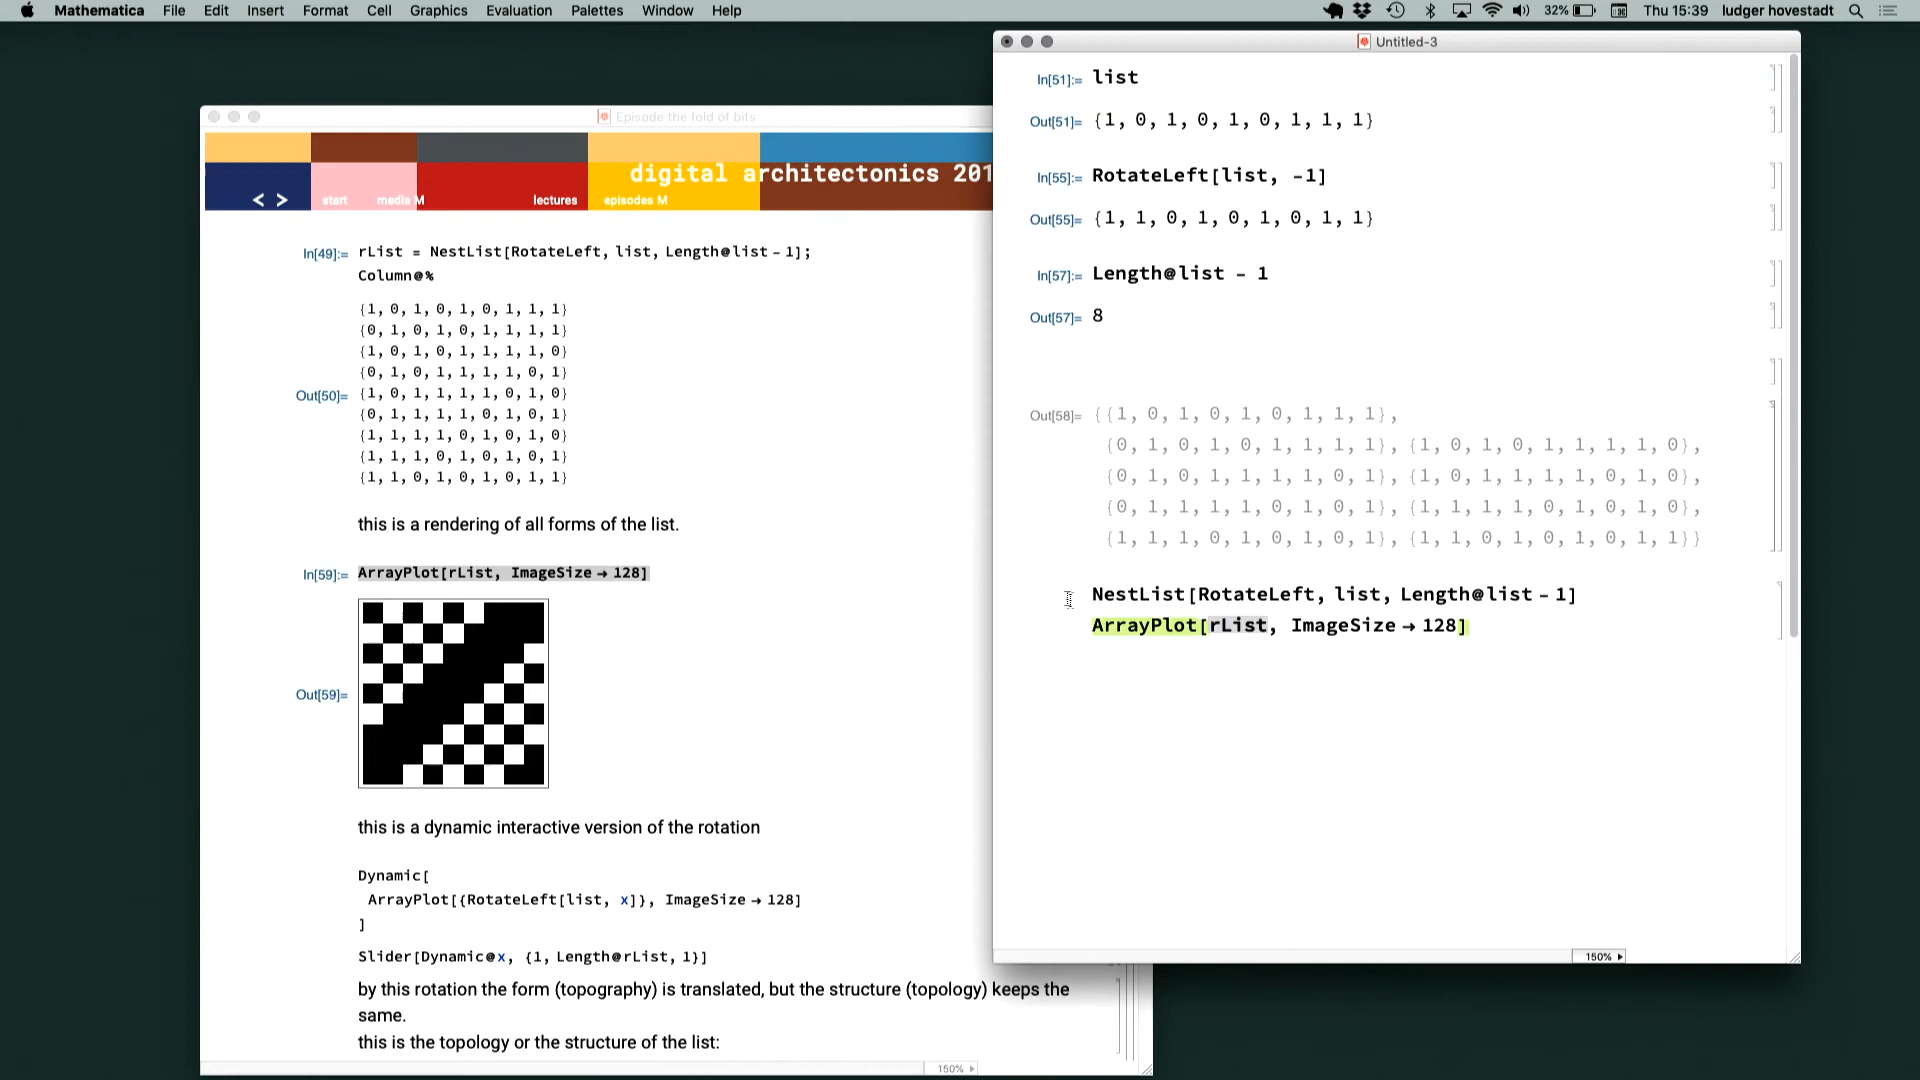 Mathematica File Edit Insert Format Cell Graphics Evaluation Palettes Window Help 32% Thu 15:39 ludger hovestadt
Episode the fold of bits
digital architectonics 201
< > start media M lectures episodes M
In[49]:= rList = NestList[RotateLeft, list, Length@list - 1];
Column@%
{1, 0, 1, 0, 1, 0, 1, 1, 1}
{0, 1, 0, 1, 0, 1, 1, 1, 1}
{1, 0, 1, 0, 1, 1, 1, 1, 0}
{0, 1, 0, 1, 1, 1, 1, 0, 1}
Out[50]= {1, 0, 1, 1, 1, 1, 0, 1, 0}
{0, 1, 1, 1, 1, 0, 1, 0, 1}
{1, 1, 1, 1, 0, 1, 0, 1, 0}
{1, 1, 1, 0, 1, 0, 1, 0, 1}
{1, 1, 0, 1, 0, 1, 0, 1, 1}
this is a rendering of all forms of the list.
In[59]:= ArrayPlot[rList, ImageSize → 128]
Out[59]=
this is a dynamic interactive version of the rotation
Dynamic[
ArrayPlot[{RotateLeft[list, x]}, ImageSize → 128]
]
Slider[Dynamic@x, {1, Length@rList, 1}]
by this rotation the form (topography) is translated, but the structure (topology) keeps the
same.
this is the topology or the structure of the list:
150%
Untitled-3
In[51]:= list
Out[51]= {1, 0, 1, 0, 1, 0, 1, 1, 1}
In[55]:= RotateLeft[list, -1]
Out[55]= {1, 1, 0, 1, 0, 1, 0, 1, 1}
In[57]:= Length@list - 1
Out[57]= 8
Out[58]= {{1, 0, 1, 0, 1, 0, 1, 1, 1},
{0, 1, 0, 1, 0, 1, 1, 1, 1}, {1, 0, 1, 0, 1, 1, 1, 1, 0},
{0, 1, 0, 1, 1, 1, 1, 0, 1}, {1, 0, 1, 1, 1, 1, 0, 1, 0},
{0, 1, 1, 1, 1, 0, 1, 0, 1}, {1, 1, 1, 1, 0, 1, 0, 1, 0},
{1, 1, 1, 0, 1, 0, 1, 0, 1}, {1, 1, 0, 1, 0, 1, 0, 1, 1}}
NestList[RotateLeft, list, Length@list - 1]
ArrayPlot[rList, ImageSize → 128]
150%